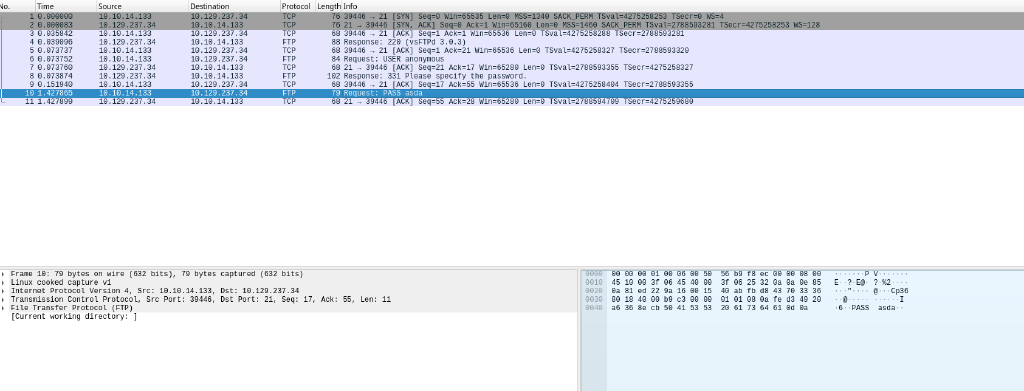 No. Time Source Destination Protocol Length Info
1 0.000000 10.10.14.133 10.129.237.34 TCP 76 39446 → 21 [SYN] Seq=0 Win=65535 Len=0 MSS=1340 SACK_PERM TSval=4275258253 TSecr=0 WS=4
2 0.000083 10.129.237.34 10.10.14.133 TCP 76 21 → 39446 [SYN, ACK] Seq=0 Ack=1 Win=65160 Len=0 MSS=1460 SACK_PERM TSval=2788593281 TSecr=4275258253 WS=128
3 0.035842 10.10.14.133 10.129.237.34 TCP 68 39446 → 21 [ACK] Seq=1 Ack=1 Win=65536 Len=0 TSval=4275258288 TSecr=2788593281
4 0.039096 10.129.237.34 10.10.14.133 FTP 88 Response: 220 (vsFTPd 3.0.3)
5 0.073737 10.10.14.133 10.129.237.34 TCP 68 39446 → 21 [ACK] Seq=1 Ack=21 Win=65536 Len=0 TSval=4275258327 TSecr=2788593320
6 0.073752 10.10.14.133 10.129.237.34 FTP 84 Request: USER anonymous
7 0.073760 10.129.237.34 10.10.14.133 TCP 68 21 → 39446 [ACK] Seq=21 Ack=17 Win=65280 Len=0 TSval=2788593355 TSecr=4275258327
8 0.073874 10.129.237.34 10.10.14.133 FTP 102 Response: 331 Please specify the password.
9 0.151940 10.10.14.133 10.129.237.34 TCP 68 39446 → 21 [ACK] Seq=17 Ack=55 Win=65536 Len=0 TSval=4275258404 TSecr=2788593355
10 1.427865 10.10.14.133 10.129.237.34 FTP 79 Request: PASS asda
11 1.427899 10.129.237.34 10.10.14.133 TCP 68 21 → 39446 [ACK] Seq=55 Ack=28 Win=65280 Len=0 TSval=2788594709 TSecr=4275259680
Frame 10: 79 bytes on wire (632 bits), 79 bytes captured (632 bits)
Linux cooked capture v1
Internet Protocol Version 4, Src: 10.10.14.133, Dst: 10.129.237.34
Transmission Control Protocol, Src Port: 39446, Dst Port: 21, Seq: 17, Ack: 55, Len: 11
File Transfer Protocol (FTP)
[Current working directory: ]
0000 00 00 00 01 00 06 00 50 56 b9 f8 ec 00 00 08 00 ·······P V·······
0010 45 10 00 3f 06 45 40 00 3f 06 25 32 0a 0a 0e 85 E··?·E@· ?·%2····
0020 0a 81 ed 22 9a 16 00 15 40 ab fb d8 43 70 33 36 ···"···· @···Cp36
0030 80 18 40 00 b9 c3 00 00 01 01 08 0a fe d3 49 20 ··@····· ······I
0040 a6 36 8e cb 50 41 53 53 20 61 73 64 61 0d 0a ·6··PASS asda··